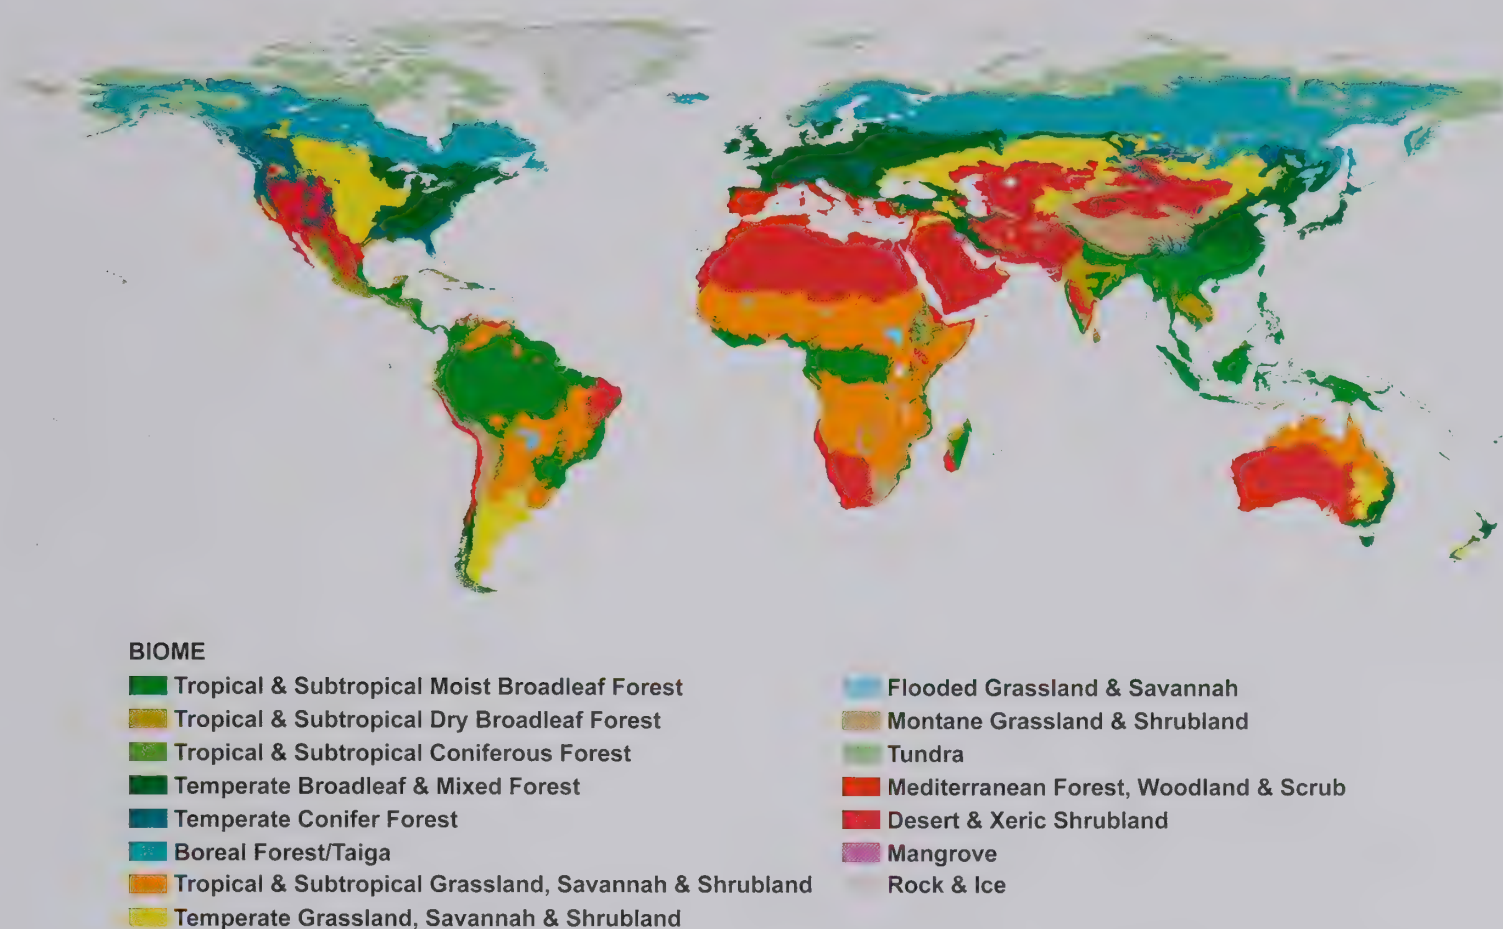 BIOME
Tropical & Subtropical Moist Broadleaf Forest
Tropical & Subtropical Dry Broadleaf Forest
Tropical & Subtropical Coniferous Forest
Temperate Broadleaf & Mixed Forest
Temperate Conifer Forest
Boreal Forest/Taiga
Tropical & Subtropical Grassland, Savannah & Shrubland
Temperate Grassland, Savannah & Shrubland
Flooded Grassland & Savannah
Montane Grassland & Shrubland
Tundra
Mediterranean Forest, Woodland & Scrub
Desert & Xeric Shrubland
Mangrove
Rock & Ice